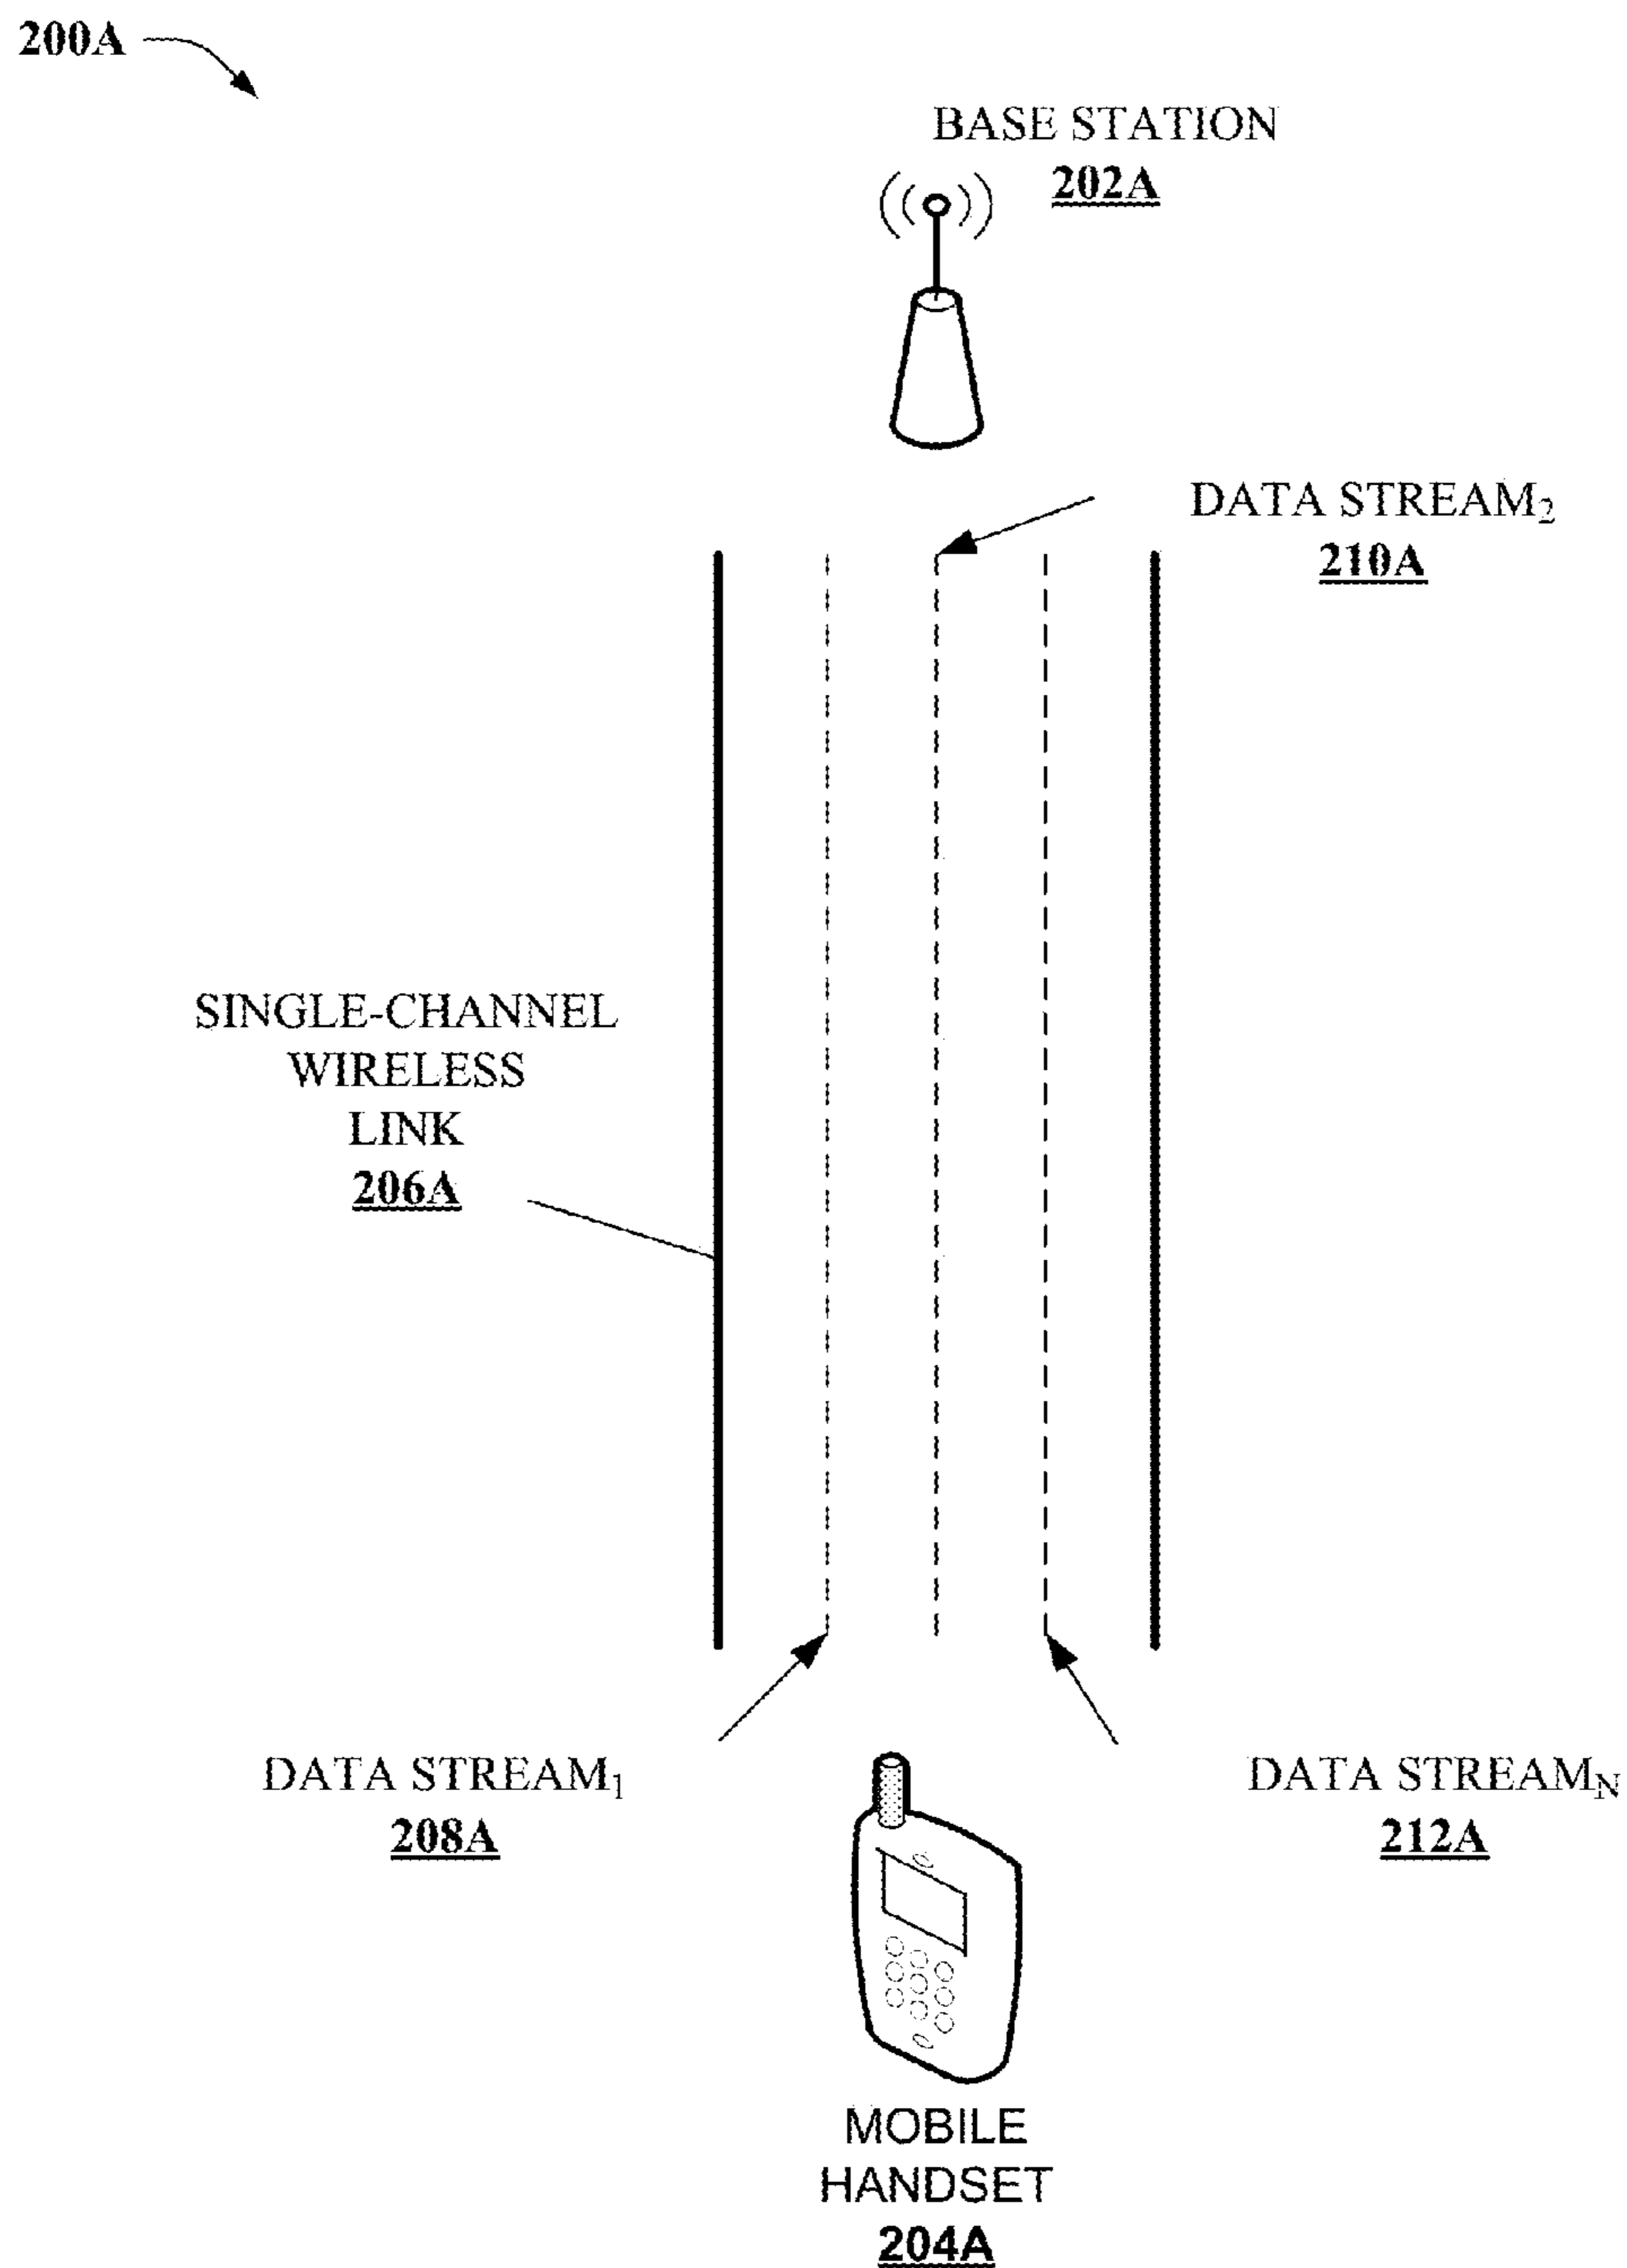 200A
BASE STATION
202A
DATA STREAM₂
210A
SINGLE-CHANNEL
WIRELESS
LINK
206A
DATA STREAM₁
208A
DATA STREAMN
212A
MOBILE
HANDSET
204A